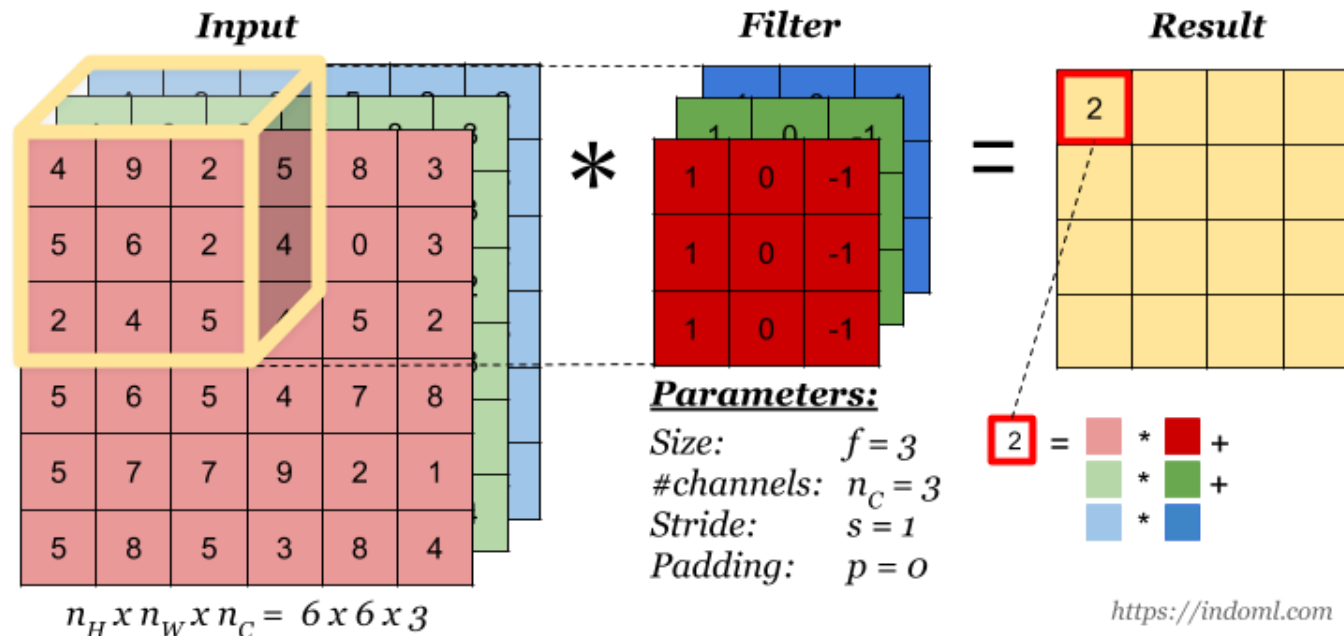 Input Filter Result
4 9 2 5 8 3
5 6 2 4 0 3
2 4 5 5 2
5 6 5 4 7 8
5 7 7 9 2 1
5 8 5 3 8 4
n_H x n_W x n_C = 6 x 6 x 3
*
1 0 -1
1 0 -1
1 0 -1
1 0 -1
=
2
Parameters:
Size: f = 3
#channels: n_C = 3
Stride: s = 1
Padding: p = 0
2 = * +
* +
*
https://indoml.com